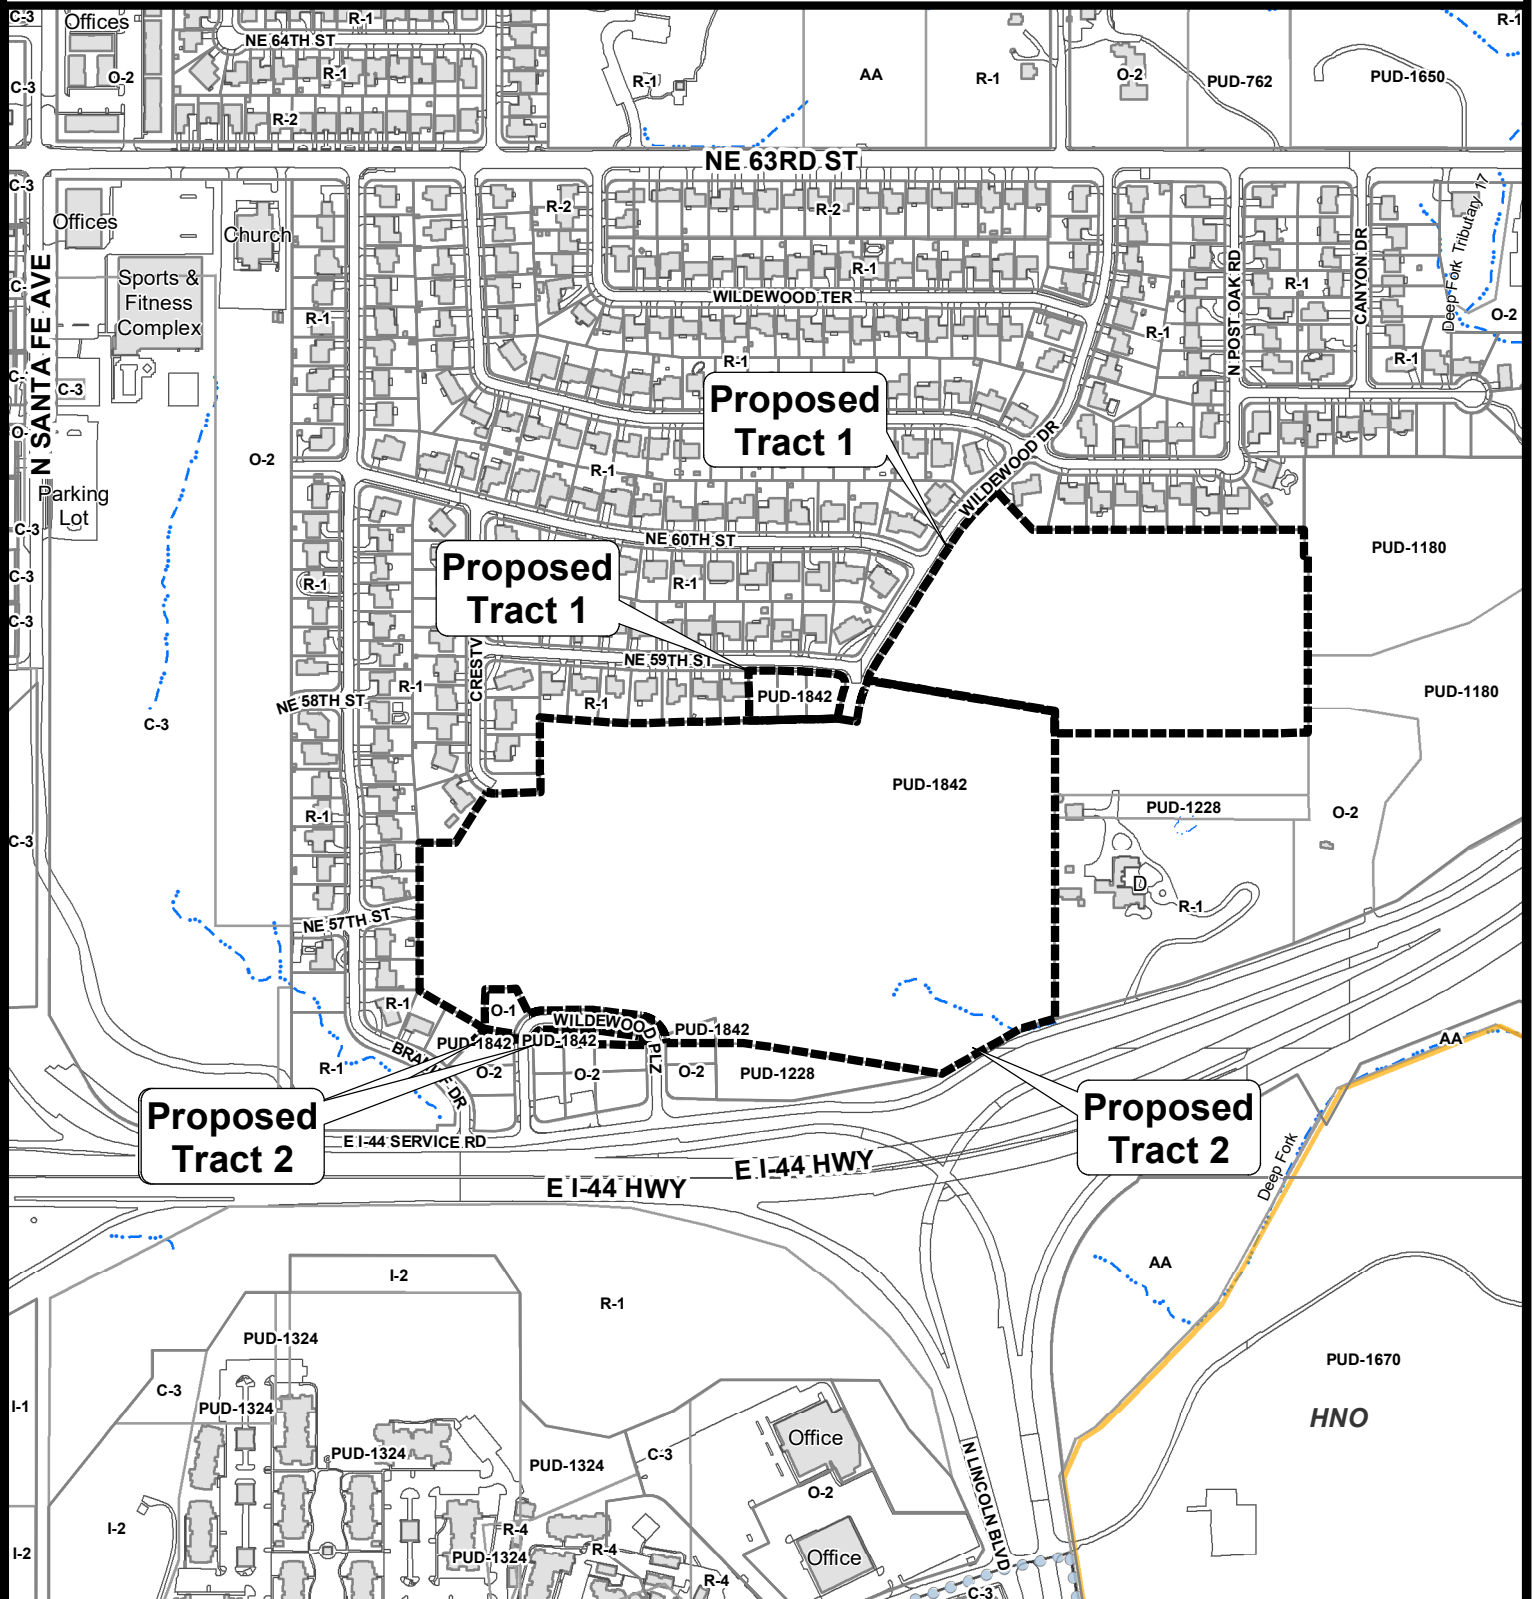 C-3
Offices
R-1
R-1
NE 64TH ST
O-2
R-1
R-1
AA
R-1
O-2
PUD-762
PUD-1650
C-3
R-2
NE 63RD ST
C-3
Offices
Church
R-2
R-2
Deep Fork Tributary 17
N SANTA FE AVE
Sports &
Fitness
Complex
R-1
N POST OAK RD
R-1
CANYON DR
C-
WILDEWOOD TER
R-1
R-1
O-2
R-1
R-1
C-
C-3
Proposed
Tract 1
O-
O-2
R-1
WILDEWOOD DR
Parking
Lot
C-3
NE 60TH ST
PUD-1180
Proposed
Tract 1
C-3
R-1
R-1
C-3
CRESTV
NE 59TH ST
R-1
PUD-1842
PUD-1180
NE 58TH ST
R-1
C-3
PUD-1842
R-1
PUD-1228
O-2
C-3
D
R-1
NE 57TH ST
R-1
O-1
WILDEWOOD PLZ
PUD-1842
PUD-1842
PUD-1842
BRA
DR
R-1
O-2
O-2
O-2
PUD-1228
AA
Proposed
Tract 2
Proposed
Tract 2
E I-44 SERVICE RD
E I-44 HWY
E I-44 HWY
Deep Fork
AA
I-2
R-1
PUD-1324
PUD-1670
C-3
I-1
PUD-1324
HNO
Office
PUD-1324
C-3
PUD-1324
N LINCOLN BLVD
O-2
I-2
R-4
I-2
PUD-1324
R-4
Office
R-4
C-3